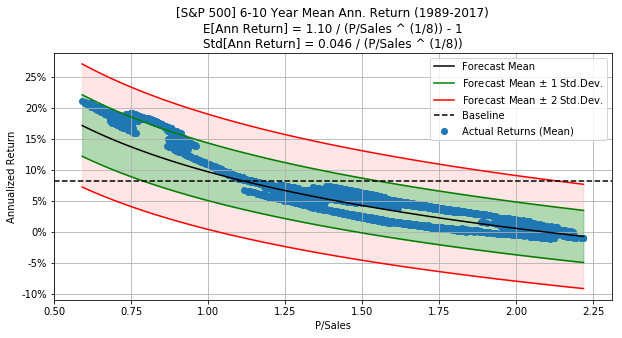 [S&P 500] 6-10 Year Mean Ann. Return (1989-2017)
E[Ann Return] = 1.10 / (P/Sales ^ (1/8)) - 1
Std[Ann Return] = 0.046 / (P/Sales ^ (1/8))
Forecast Mean
Forecast Mean ± 1 Std.Dev.
Forecast Mean ± 2 Std.Dev.
Baseline
Actual Returns (Mean)
Annualized Return
25%
20%
15%
10%
5%
0%
-5%
-10%
0.50 0.75 1.00 1.25 1.50 1.75 2.00 2.25
P/Sales